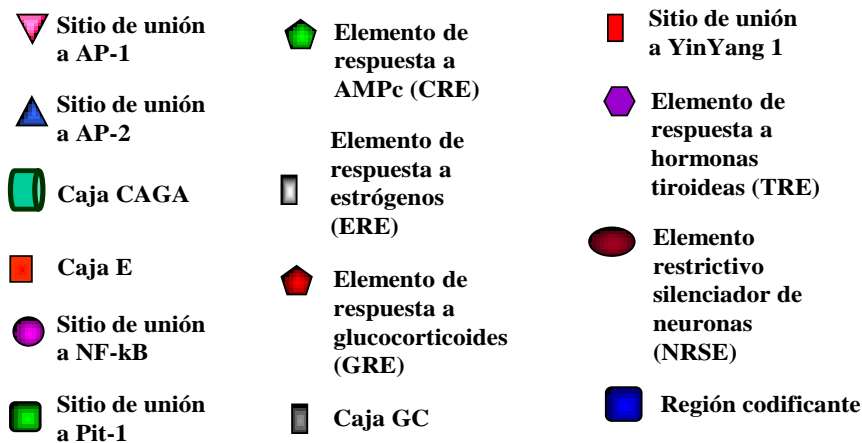 Sitio de unión
a AP-1
Sitio de unión
a AP-2
Caja CAGA
Caja E
Sitio de unión
a NF-kB
Sitio de unión
a Pit-1
Elemento de
respuesta a
AMPc (CRE)
Elemento de
respuesta a
estrógenos
(ERE)
Elemento de
respuesta a
glucocorticoides
(GRE)
Caja GC
Sitio de unión
a YinYang 1
Elemento de
respuesta a
hormonas
tiroideas (TRE)
Elemento
restrictivo
silenciador de
neuronas
(NRSE)
Región codificante